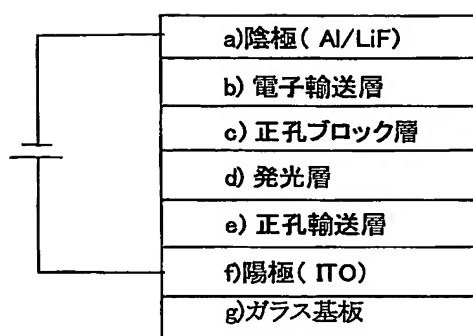 a)陰極( Al/LiF)
b) 電子輸送層
c) 正孔ブロック層
d) 発光層
e) 正孔輸送層
f)陽極( ITO)
g)ガラス基板